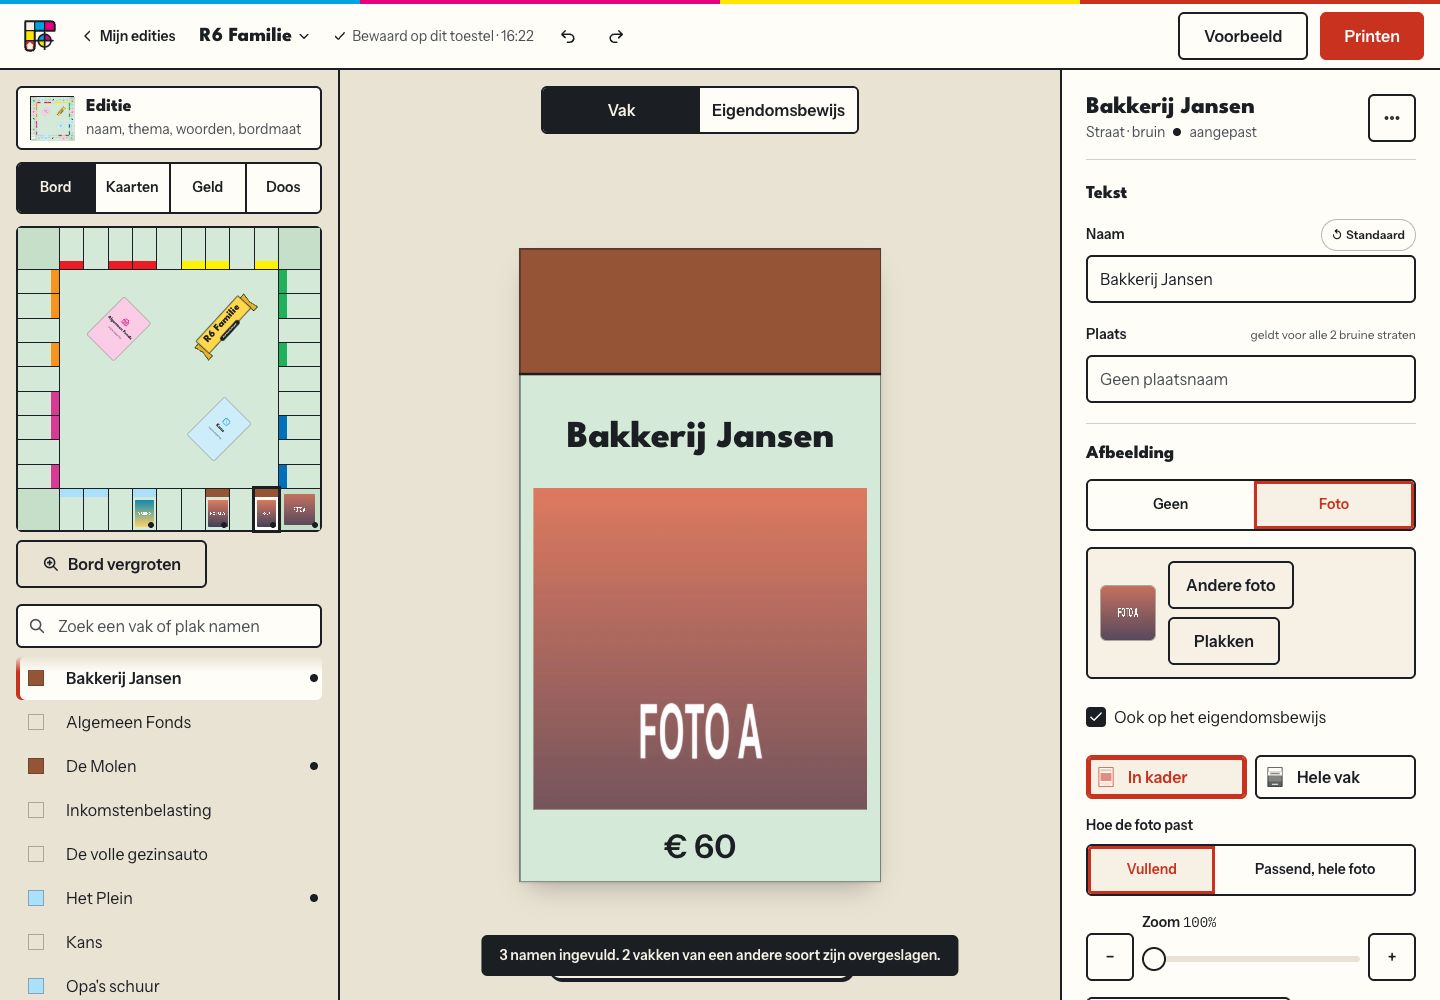 Mijn edities
R6 Familie
Bewaard op dit toestel · 16:22
Voorbeeld
Printen
Editie
naam, thema, woorden, bordmaat
Bord
Kaarten
Geld
Doos
Algemeen Fonds
R6 Familie
Kans
Bord vergroten
Zoek een vak of plak namen
Bakkerij Jansen
Algemeen Fonds
De Molen
Inkomstenbelasting
De volle gezinsauto
Het Plein
Kans
Opa's schuur
Vak
Eigendomsbewijs
Bakkerij Jansen
FOTO A
€ 60
3 namen ingevuld. 2 vakken van een andere soort zijn overgeslagen.
Bakkerij Jansen
Straat · bruin ● aangepast
Tekst
Naam
Standaard
Bakkerij Jansen
Plaats
geldt voor alle 2 bruine straten
Geen plaatsnaam
Afbeelding
Geen
Foto
FOTO A
Andere foto
Plakken
Ook op het eigendomsbewijs
In kader
Hele vak
Hoe de foto past
Vullend
Passend, hele foto
Zoom 100%